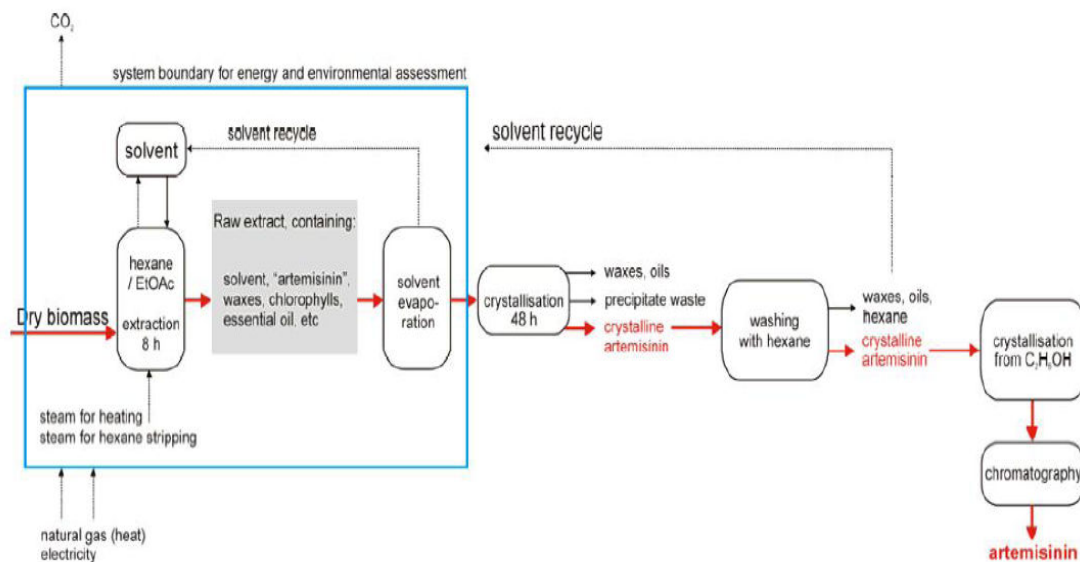 CO₂
system boundary for energy and environmental assessment
solvent recycle
solvent recycle
solvent
Raw extract, containing:
solvent, "artemisinin",
waxes, chlorophylls,
essential oil, etc
hexane
/ EtOAc
extraction
8 h
solvent
evapo-
ration
Dry biomass
crystallisation
48 h
waxes, oils
precipitate waste
crystalline
artemisinin
washing
with hexane
waxes, oils,
hexane
crystalline
artemisinin
crystallisation
from C₂H₅OH
steam for heating
steam for hexane stripping
chromatography
natural gas (heat)
electricity
artemisinin